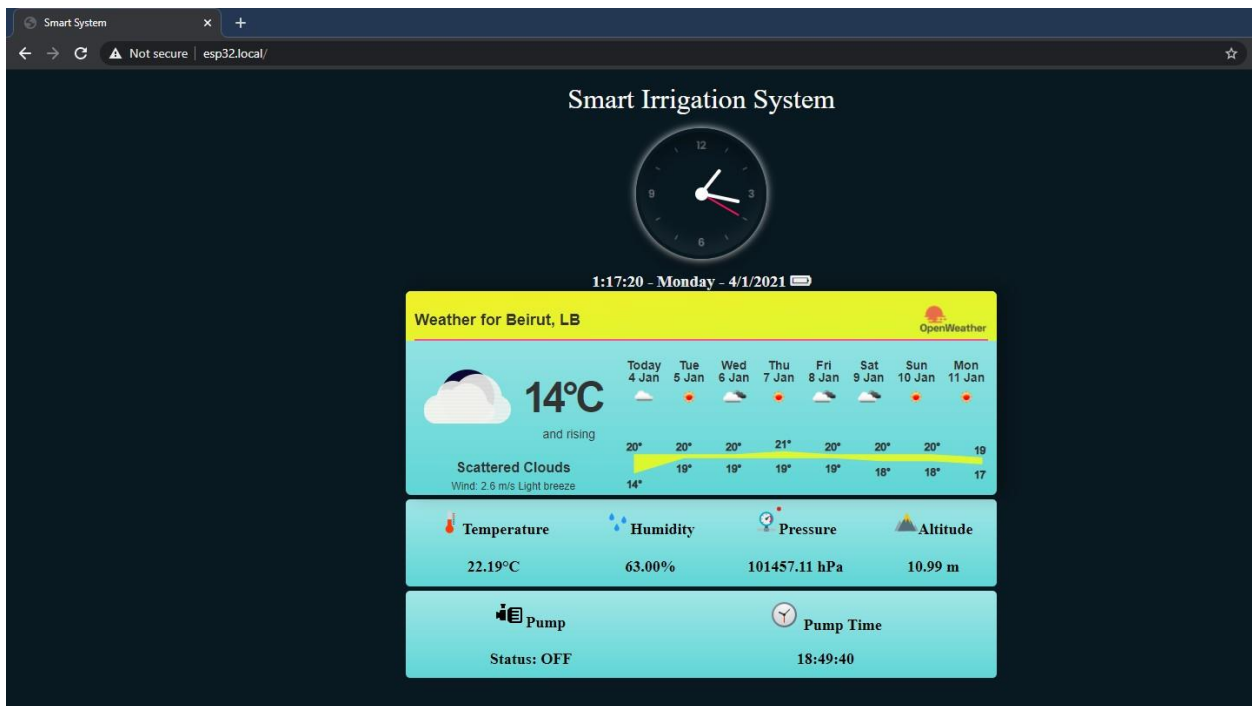 Smart System
Not secure | esp32.local/
Smart Irrigation System
12
9 3
6
1:17:20 - Monday - 4/1/2021
Weather for Beirut, LB
OpenWeather
Today Tue Wed Thu Fri Sat Sun Mon
4 Jan 5 Jan 6 Jan 7 Jan 8 Jan 9 Jan 10 Jan 11 Jan
14°C
and rising
20° 20° 20° 21° 20° 20° 20° 19
19° 19° 19° 19° 18° 18° 17
14°
Scattered Clouds
Wind: 2.6 m/s Light breeze
Temperature Humidity Pressure Altitude
22.19°C 63.00% 101457.11 hPa 10.99 m
Pump Pump Time
Status: OFF 18:49:40